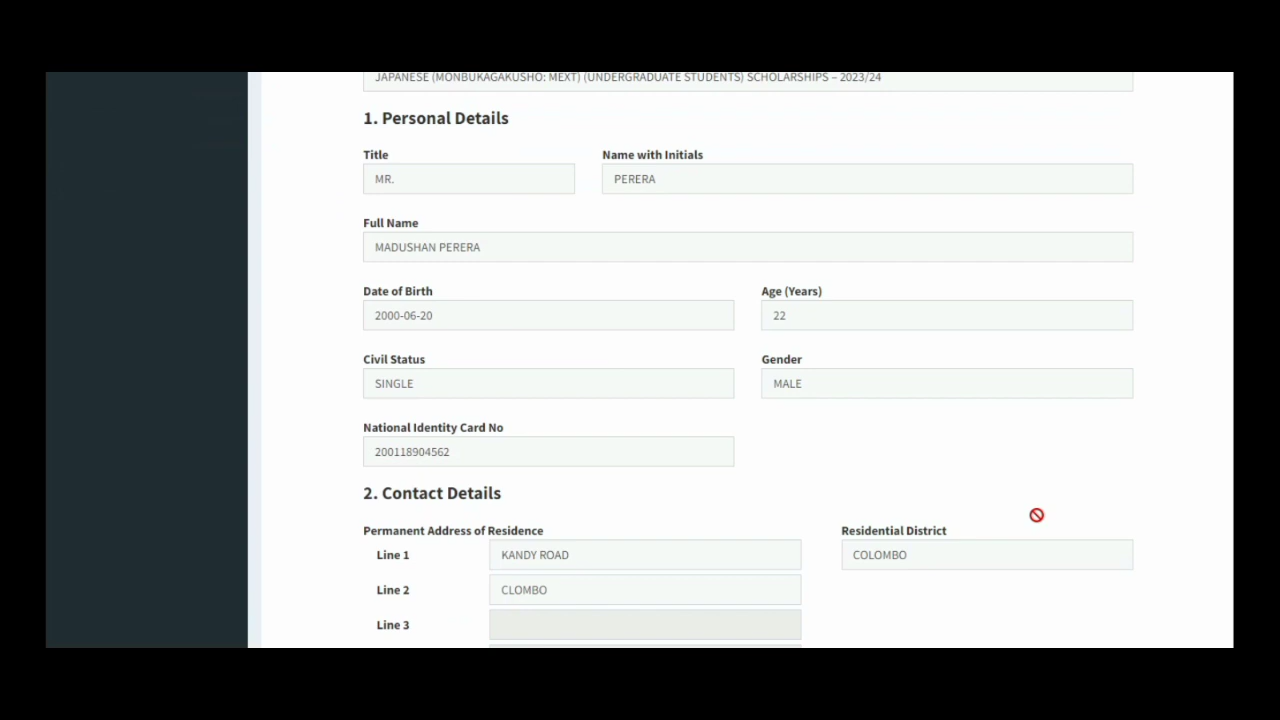 JAPANESE (MONBUKAGAKUSHO: MEXT) (UNDERGRADUATE STUDENTS) SCHOLARSHIPS – 2023/24
1. Personal Details
Title Name with Initials
MR. PERERA
Full Name
MADUSHAN PERERA
Date of Birth Age (Years)
2000-06-20 22
Civil Status Gender
SINGLE MALE
National Identity Card No
200118904562
2. Contact Details
Permanent Address of Residence Residential District
Line 1 KANDY ROAD COLOMBO
Line 2 CLOMBO
Line 3